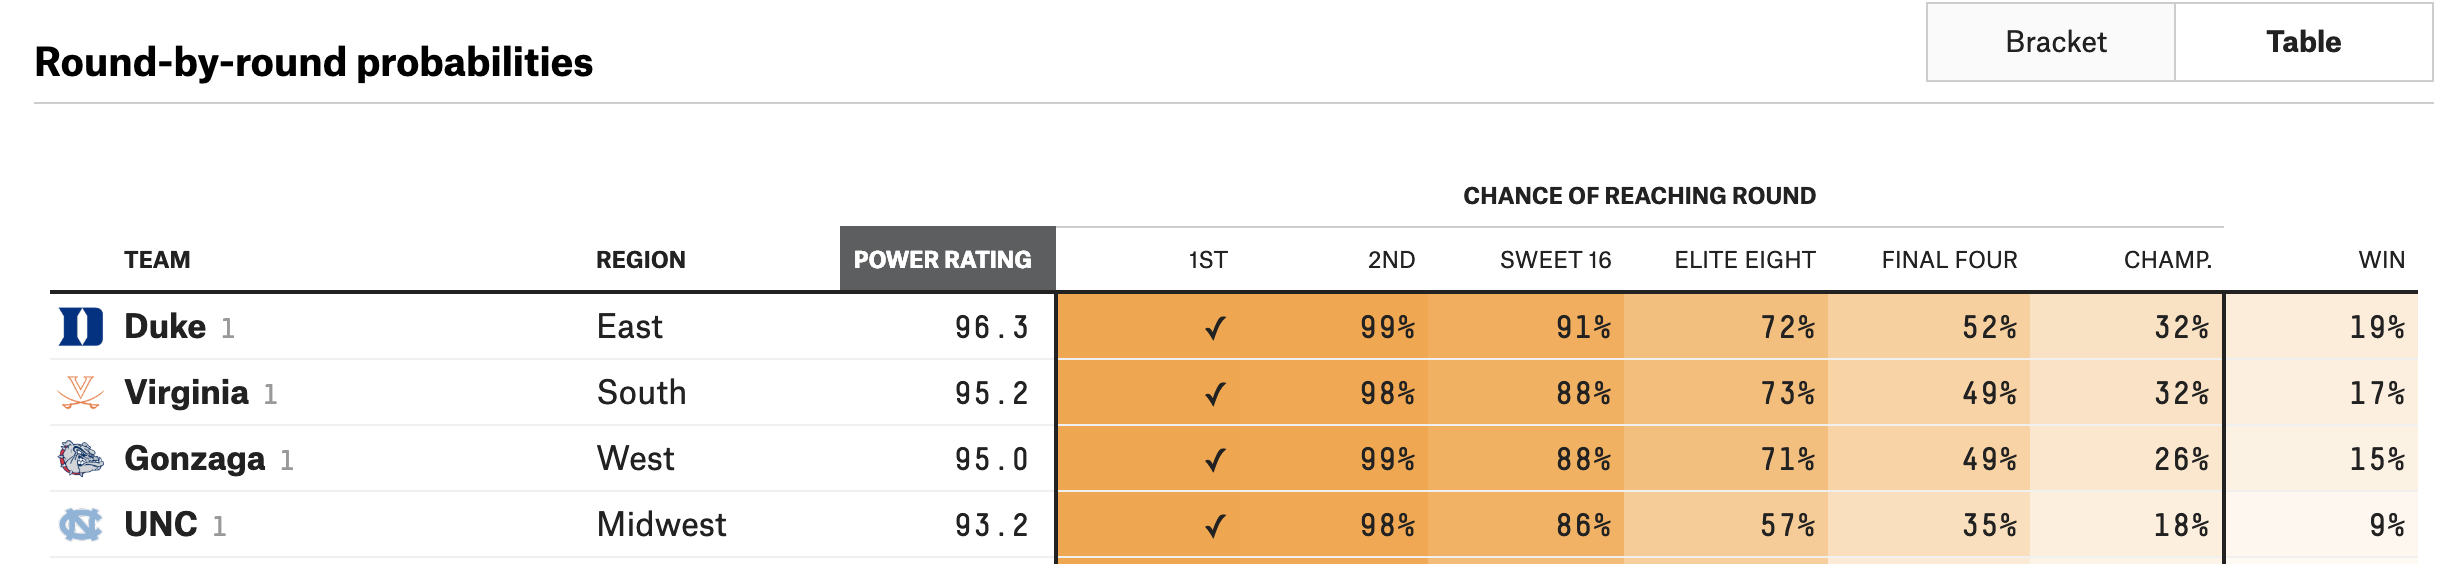 Round-by-round probabilities
Bracket Table
CHANCE OF REACHING ROUND
TEAM REGION POWER RATING 1ST 2ND SWEET 16 ELITE EIGHT FINAL FOUR CHAMP. WIN
Duke 1 East 96.3 ✓ 99% 91% 72% 52% 32% 19%
Virginia 1 South 95.2 ✓ 98% 88% 73% 49% 32% 17%
Gonzaga 1 West 95.0 ✓ 99% 88% 71% 49% 26% 15%
UNC 1 Midwest 93.2 ✓ 98% 86% 57% 35% 18% 9%